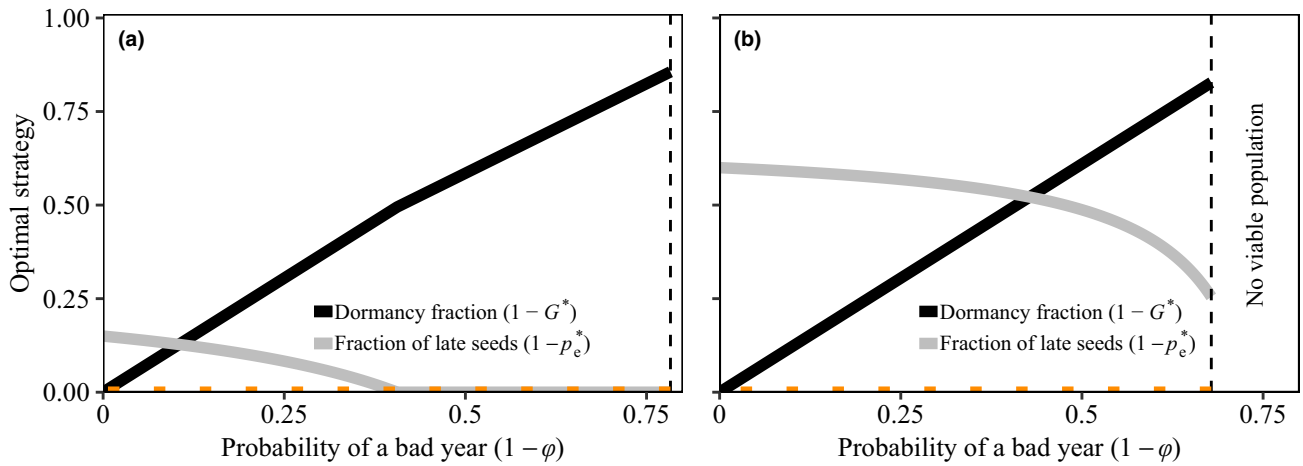 (a)
Optimal strategy
1.00
0.75
0.50
0.25
0.00
Dormancy fraction (1 − G*)
Fraction of late seeds (1 − p*e)
0
0.25
0.5
0.75
Probability of a bad year (1 − φ)
(b)
No viable population
Dormancy fraction (1 − G*)
Fraction of late seeds (1 − p*e)
0
0.25
0.5
0.75
Probability of a bad year (1 − φ)